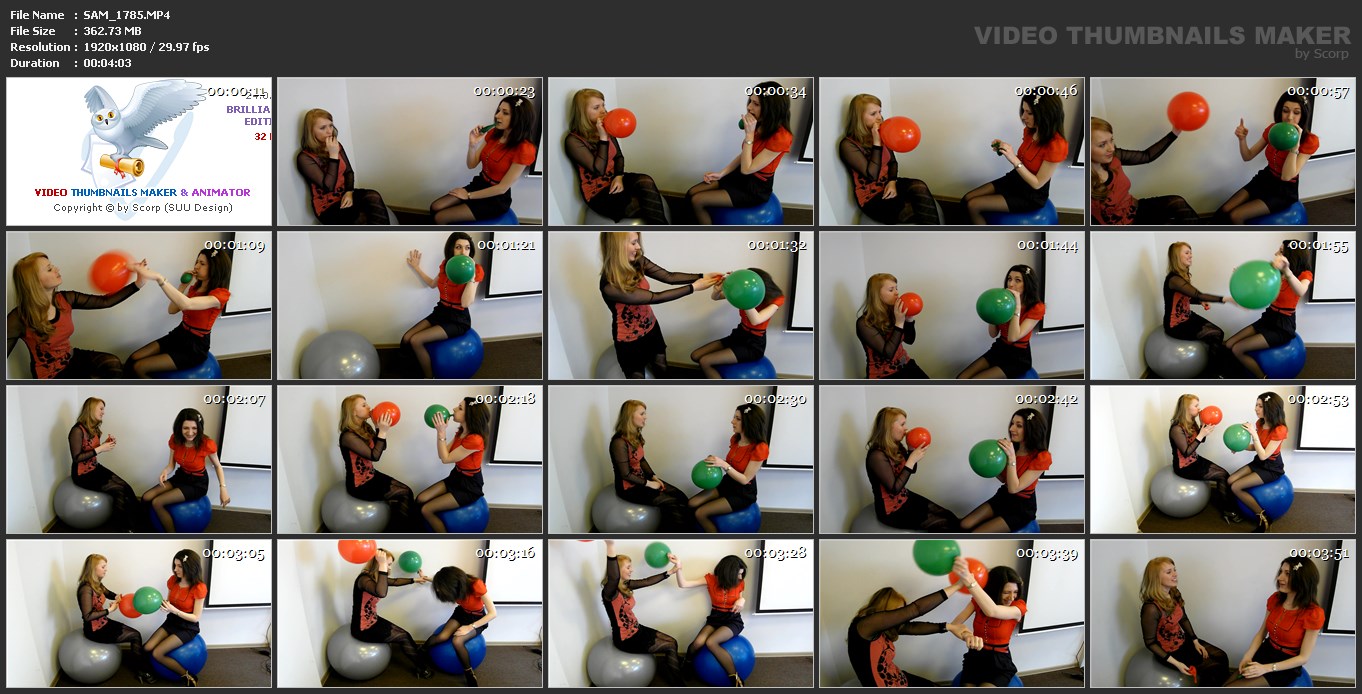 File Name : SAM_1785.MP4
File Size : 362.73 MB
Resolution : 1920x1080 / 29.97 fps
Duration : 00:04:03
VIDEO THUMBNAILS MAKER
by Scorp
00:00:11
BRILLIA
EDIT
32
VIDEO THUMBNAILS MAKER & ANIMATOR
Copyright © by Scorp (SUU Design)
00:00:23
00:00:34
00:00:46
00:00:57
00:01:09
00:01:21
00:01:32
00:01:44
00:01:55
00:02:07
00:02:18
00:02:30
00:02:42
00:02:53
00:03:05
00:03:16
00:03:28
00:03:39
00:03:51